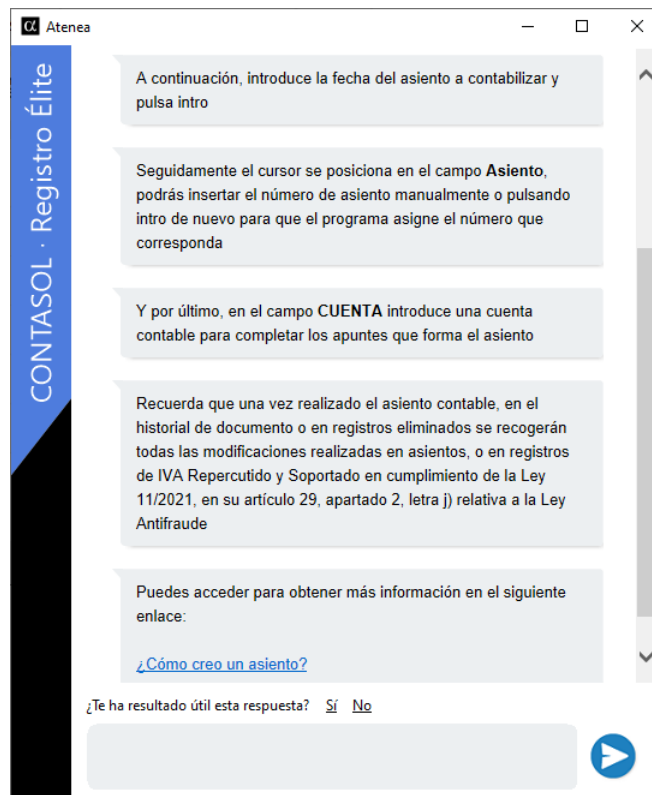 α Atenea
CONTASOL · Registro Élite
A continuación, introduce la fecha del asiento a contabilizar y
pulsa intro
Seguidamente el cursor se posiciona en el campo Asiento,
podrás insertar el número de asiento manualmente o pulsando
intro de nuevo para que el programa asigne el número que
corresponda
Y por último, en el campo CUENTA introduce una cuenta
contable para completar los apuntes que forma el asiento
Recuerda que una vez realizado el asiento contable, en el
historial de documento o en registros eliminados se recogerán
todas las modificaciones realizadas en asientos, o en registros
de IVA Repercutido y Soportado en cumplimiento de la Ley
11/2021, en su artículo 29, apartado 2, letra j) relativa a la Ley
Antifraude
Puedes acceder para obtener más información en el siguiente
enlace:
¿Cómo creo un asiento?
¿Te ha resultado útil esta respuesta? Sí No